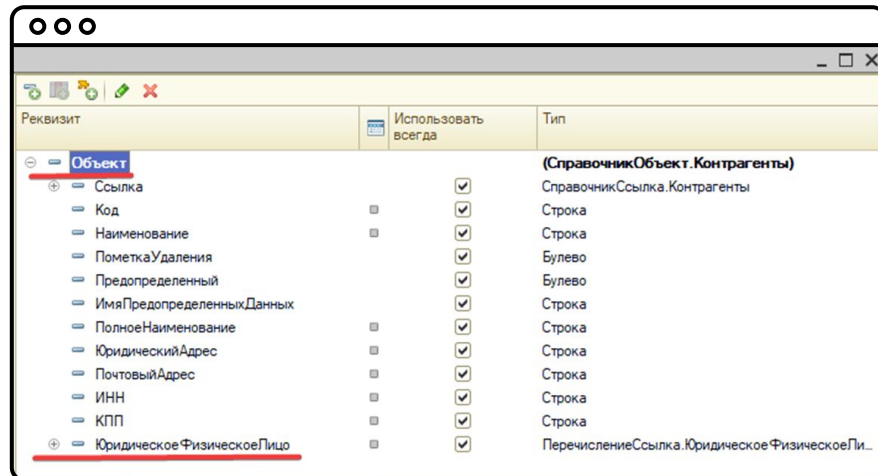 Реквизит Использовать всегда Тип
Объект (СправочникОбъект.Контрагенты)
Ссылка СправочникСсылка.Контрагенты
Код Строка
Наименование Строка
ПометкаУдаления Булево
Предопределенный Булево
ИмяПредопределенныхДанных Строка
ПолноеНаименование Строка
ЮридическийАдрес Строка
ПочтовыйАдрес Строка
ИНН Строка
КПП Строка
ЮридическоеФизическоеЛицо ПеречислениеСсылка.ЮридическоеФизическоеЛи...